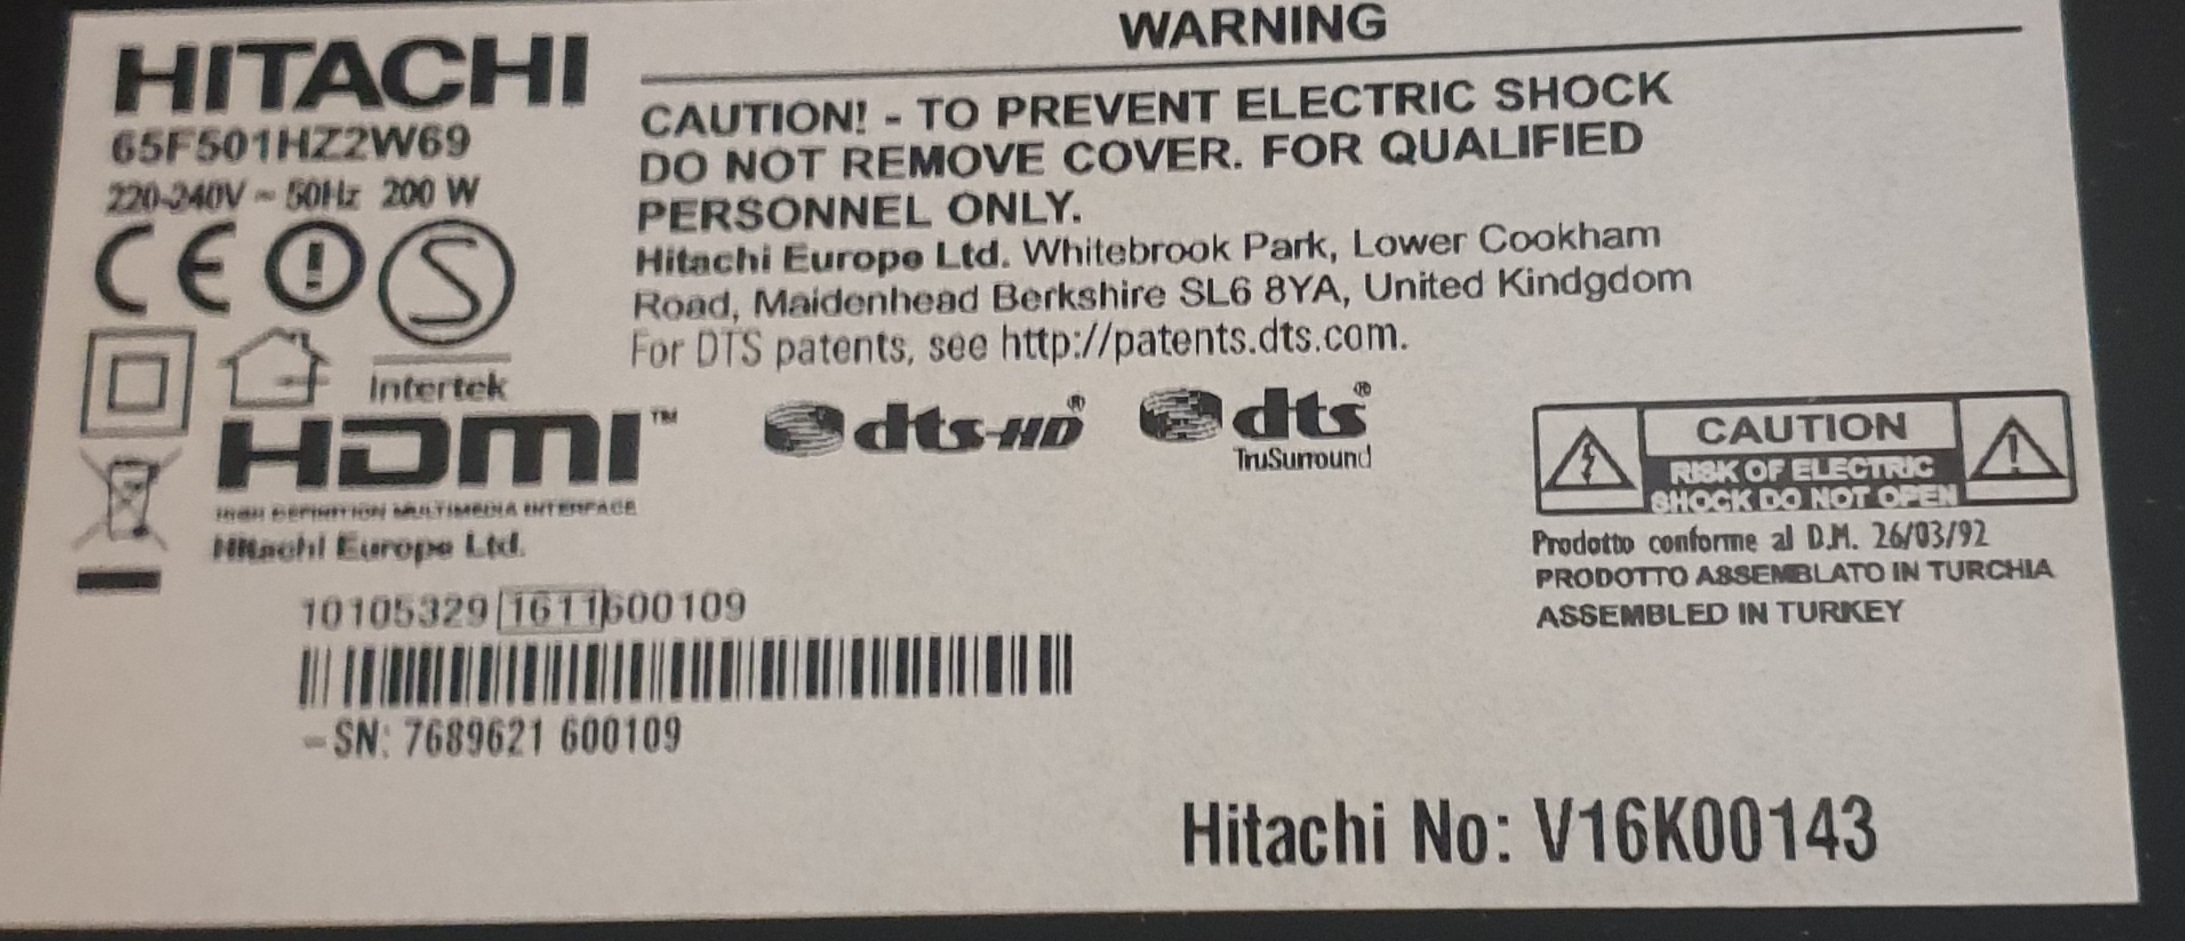 WARNING
HITACHI
65F501HZ2W69
220-240V ~ 50Hz 200 W
CE
Intertek
HDMI™
HIGH DEFINITION MULTIMEDIA INTERFACE
Hitachi Europe Ltd.
CAUTION! - TO PREVENT ELECTRIC SHOCK
DO NOT REMOVE COVER. FOR QUALIFIED
PERSONNEL ONLY.
Hitachi Europe Ltd. Whitebrook Park, Lower Cookham
Road, Maidenhead Berkshire SL6 8YA, United Kindgdom
For DTS patents, see http://patents.dts.com.
dts-HD®
dts®
TruSurround
CAUTION
RISK OF ELECTRIC
SHOCK DO NOT OPEN
Prodotto conforme al D.M. 26/03/92
PRODOTTO ASSEMBLATO IN TURCHIA
ASSEMBLED IN TURKEY
10105329 1611 600109
SN: 7689621 600109
Hitachi No: V16K00143